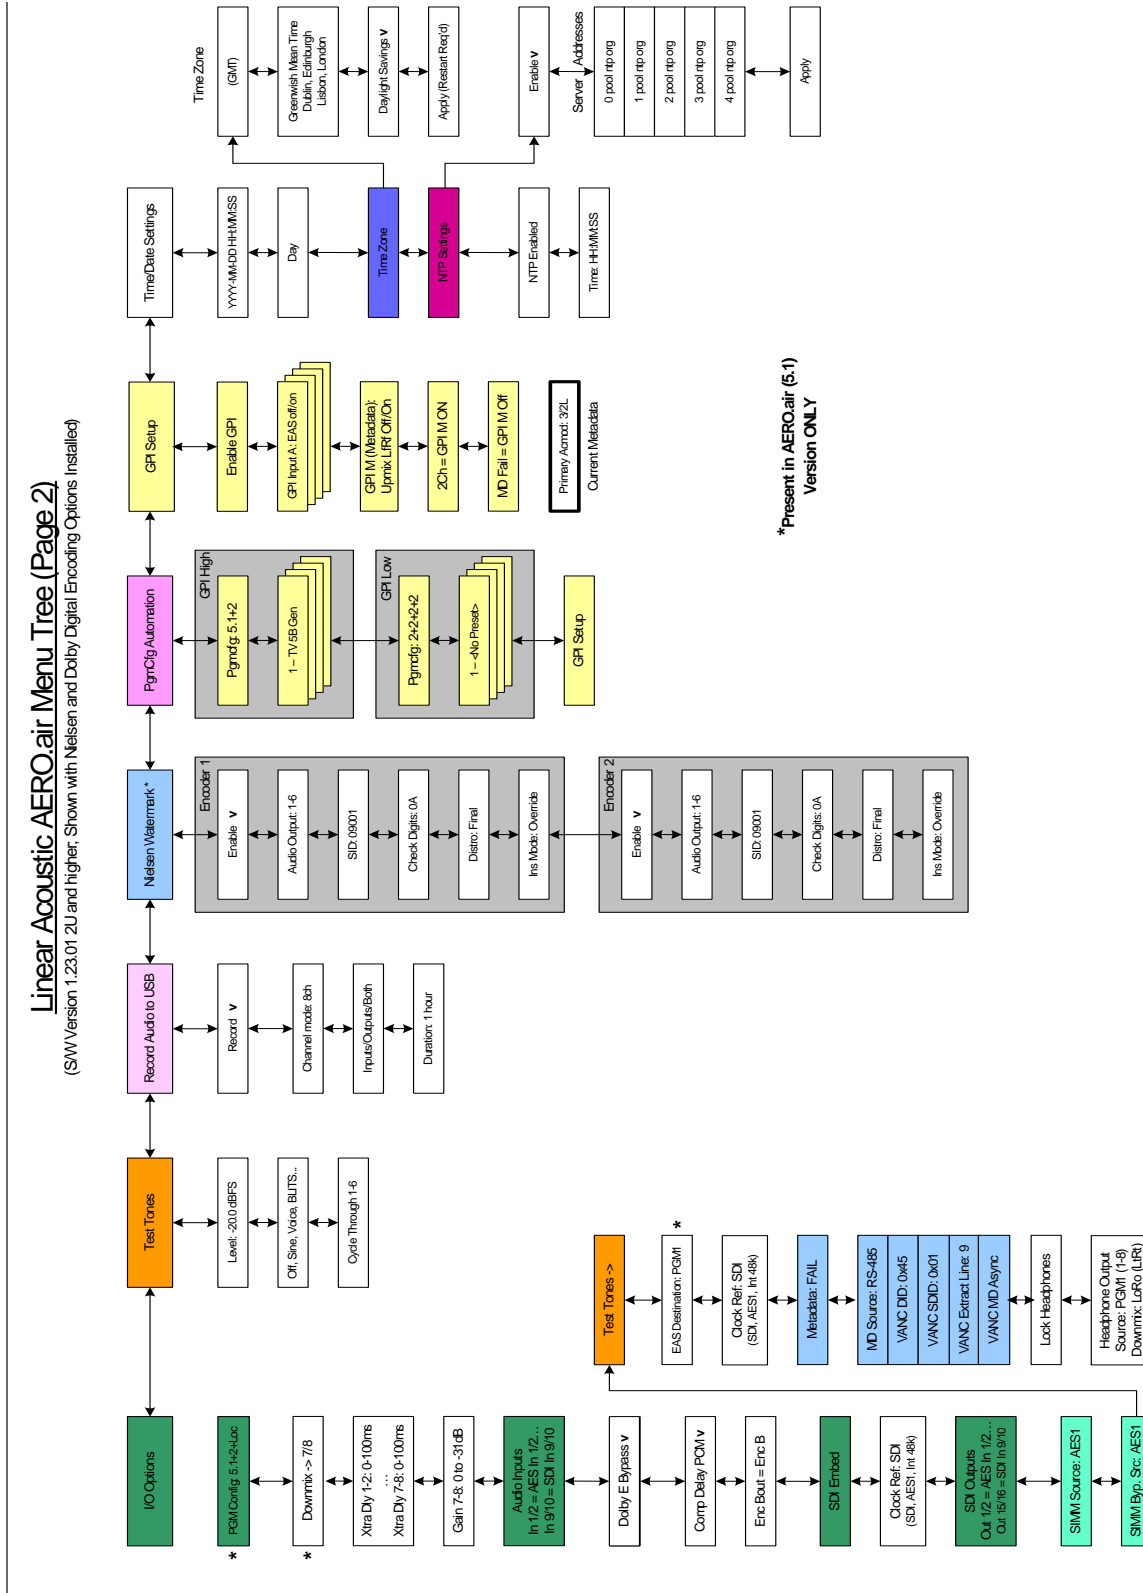 Linear Acoustic AERO.air Menu Tree (Page 2)
(S/W Version 1.23.01 2U and higher, Shown with Nielsen and Dolby Digital Encoding Options Installed)
I/O Options
* PGM Config: 5.1+2+Loc
* Downmix -> 7/8
Xtra Dly 1-2: 0-100ms
…
Xtra Dly 7-8: 0-100ms
Gain 7-8: 0 to -31dB
Audio Inputs
In 1/2 = AES In 1/2…
In 9/10 = SDI In 9/10
Dolby E Bypass v
Comp Delay PCM v
Enc Bout = Enc B
SDI Embed
Clock Ref: SDI
(SDI, AES1, Int 48k)
SDI Outputs
Out 1/2 = AES In 1/2…
Out 15/16 = SDI In 9/10
SIMM Source: AES1
SIMM Byp. Src: AES1
Test Tones ->
EAS Destination: PGM1 *
Clock Ref: SDI
(SDI, AES1, Int 48k)
Metadata: FAIL
MD Source: RS-485
VANC DID: 0x45
VANC SDID: 0x01
VANC Extract Line: 9
VANC MD Async
Lock Headphones
Headphone Output
Source: PGM1 (1-8)
Downmix: LoRo (LtRt)
Test Tones
Level: -20.0 dBFS
Off, Sine, Voice, BLITS...
Cycle Through 1-6
Record Audio to USB
Record v
Channel mode: 8ch
Inputs/Outputs/Both
Duration: 1 hour
Nielsen Watermark *
Encoder 1
Enable v
Audio Output: 1-6
SID: 09001
Check Digits: 0A
Distro: Final
Ins Mode: Override
Encoder 2
Enable v
Audio Output: 1-6
SID: 09001
Check Digits: 0A
Distro: Final
Ins Mode: Override
PgmCfg Automation
GPI High
Pgmcfg: 5.1+2
1 – TV 5B Gen
GPI Low
Pgmcfg: 2+2+2+2
1 – <No Preset>
GPI Setup
GPI Setup
Enable GPI
GPI Input A: EAS off/on
GPI M (Metadata):
Upmix LfRf Off/On
2Ch = GPI M ON
MD Fail = GPI M Off
Primary Acmod: 3/2L
Current Metadata
*Present in AERO.air (5.1)
Version ONLY
Time/Date Settings
YYYY-MM-DD HH:MM:SS
Day
Time Zone
NTP Settings
NTP Enabled
Time: HH:MM:SS
Time Zone
(GMT)
Greenwish Mean Time
Dublin, Edinburgh
Lisbon, London
Daylight Savings v
Apply (Restart Req'd)
Enable v
Server Addresses
0 pool ntp org
1 pool ntp org
2 pool ntp org
3 pool ntp org
4 pool ntp org
Apply